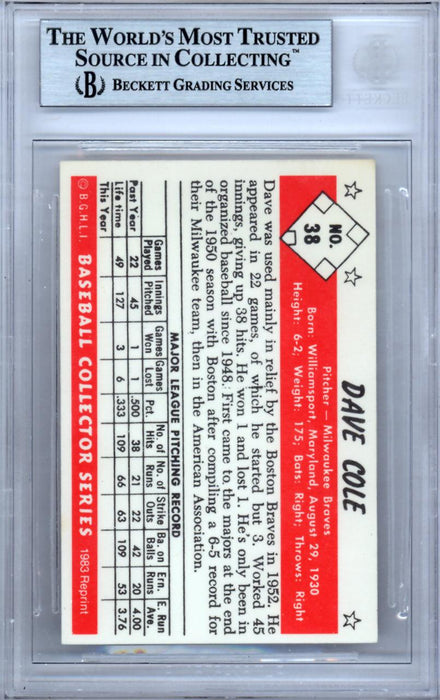 THE WORLD'S MOST TRUSTED
SOURCE IN COLLECTING™
B BECKETT GRADING SERVICES
BECKETT
NO.
38
DAVE COLE
Pitcher — Milwaukee Braves
Born: Williamsport, Maryland, August 29, 1930
Height: 6-2; Weight: 175; Bats: Right; Throws: Right
Dave was used mainly in relief by the Boston Braves in 1952. He
appeared in 22 games, of which he started but 3. Worked 45
innings, giving up 38 hits. He won 1 and lost 1. He's only been in
organized baseball since 1948. First came to the majors at the end
of the 1950 season with Boston after compiling a 6-5 record for
their Milwaukee team, then in the American Association.
MAJOR LEAGUE PITCHING RECORD
Games Innings Games Games No. of No. of Strike Ba. on Ern. E. Run
Played Pitched Won Lost Pct. Hits Runs Outs Balls Runs Ave.
Past Year 22 45 1 1 .500 38 21 22 42 20 4.00
Life time 49 127 3 6 .333 109 66 63 109 53 3.76
This Year
© B.G.H.L.I. BASEBALL COLLECTOR SERIES 1983 Reprint